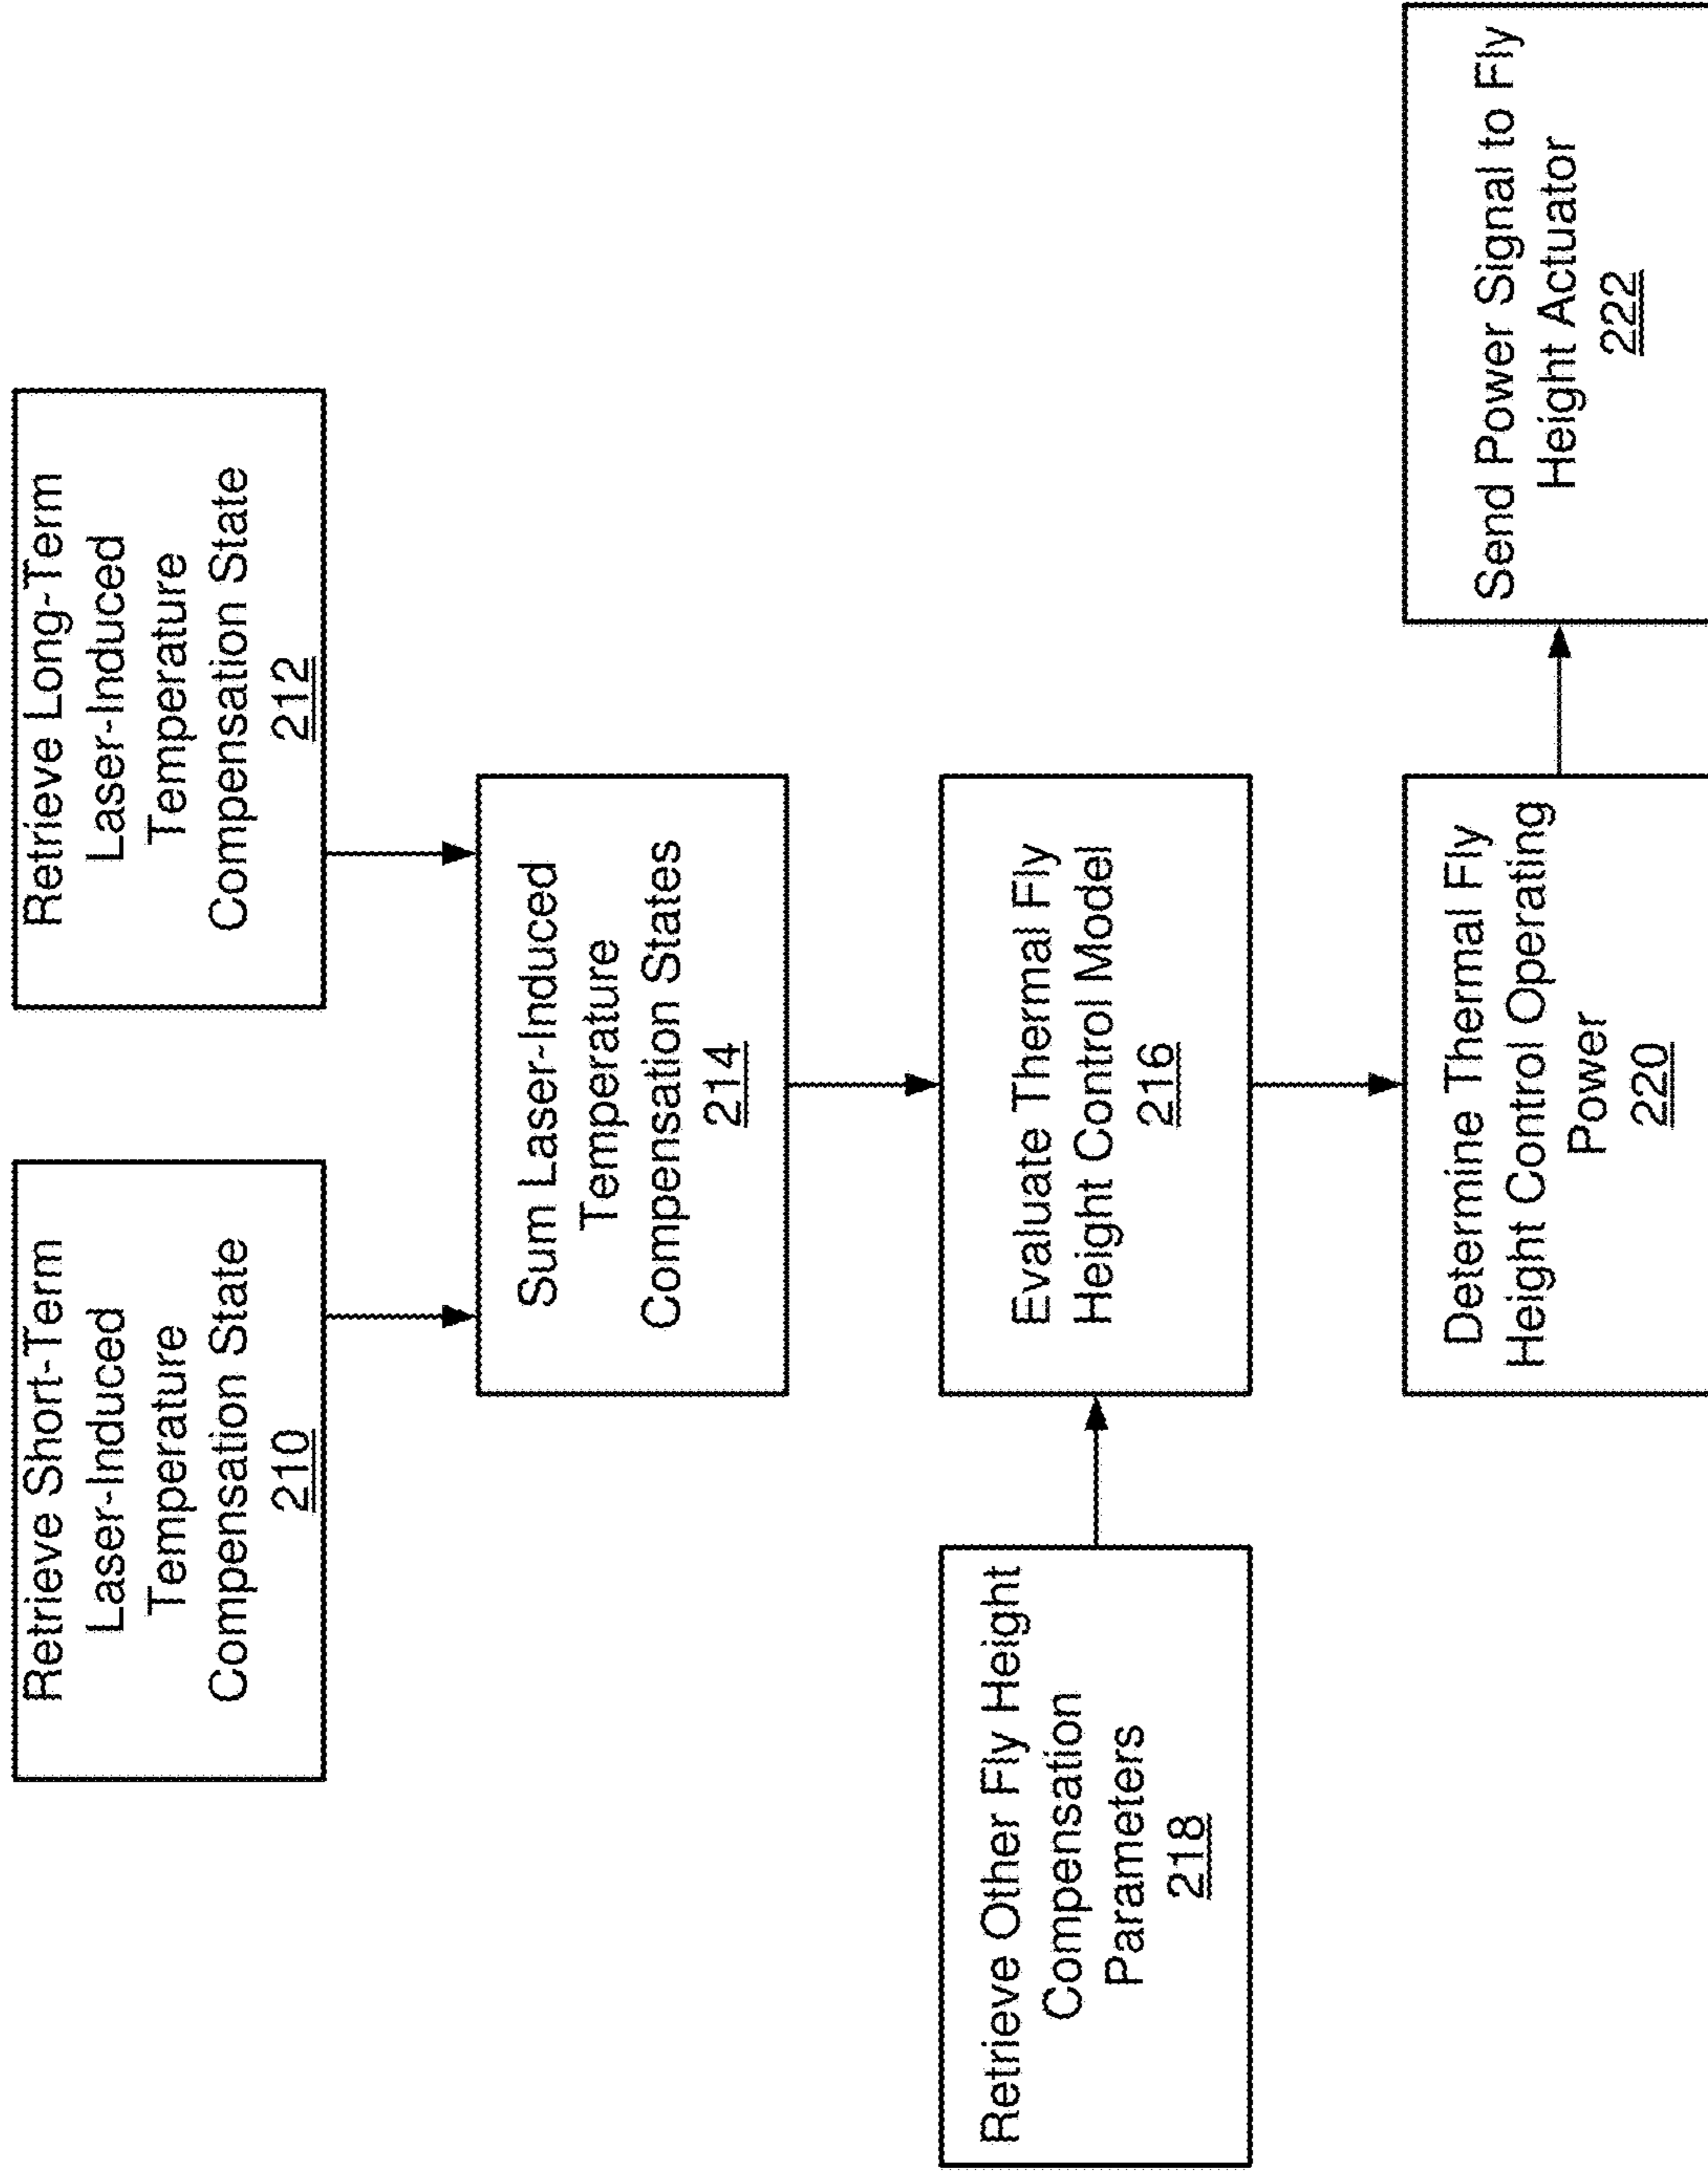 Retrieve Short-Term
Laser-Induced
Temperature
Compensation State
210
Retrieve Long-Term
Laser-Induced
Temperature
Compensation State
212
Sum Laser-Induced
Temperature
Compensation States
214
Retrieve Other Fly Height
Compensation
Parameters
218
Evaluate Thermal Fly
Height Control Model
216
Determine Thermal Fly
Height Control Operating
Power
220
Send Power Signal to Fly
Height Actuator
222